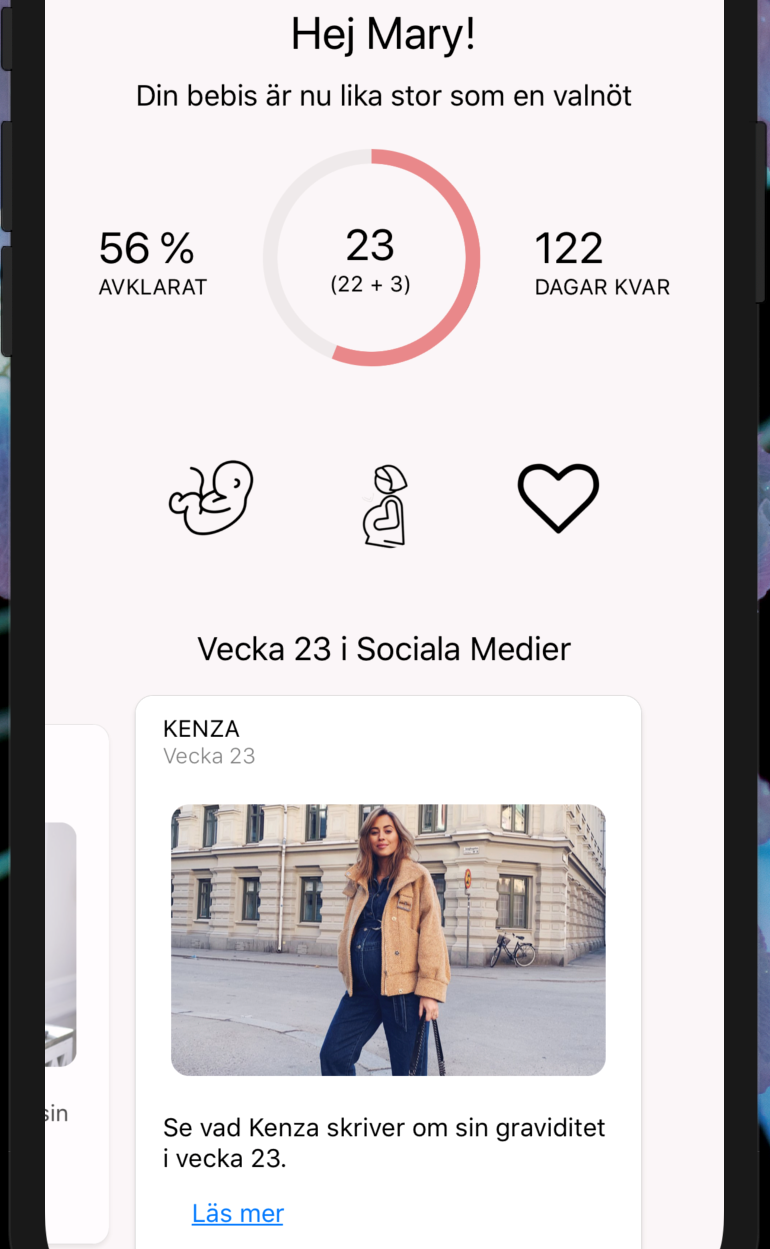 Hej Mary!
Din bebis är nu lika stor som en valnöt
56 %
AVKLARAT
23
(22 + 3)
122
DAGAR KVAR
Vecka 23 i Sociala Medier
KENZA
Vecka 23
sin
Se vad Kenza skriver om sin graviditet
i vecka 23.
Läs mer